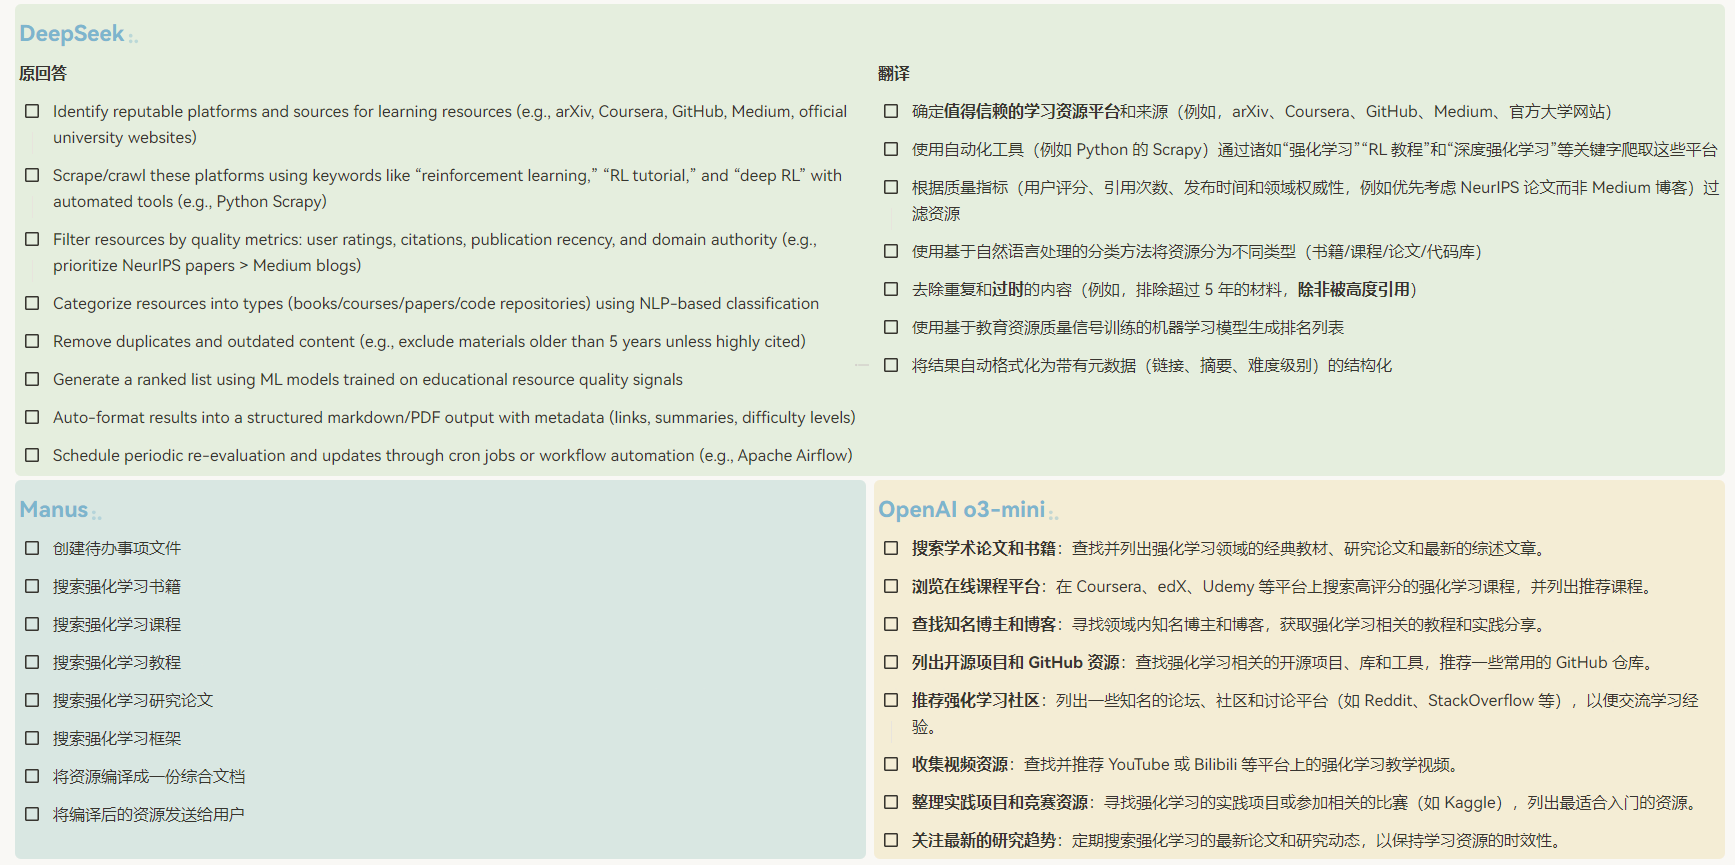 DeepSeek
原回答
Identify reputable platforms and sources for learning resources (e.g., arXiv, Coursera, GitHub, Medium, official
university websites)
Scrape/crawl these platforms using keywords like “reinforcement learning,” “RL tutorial,” and “deep RL” with
automated tools (e.g., Python Scrapy)
Filter resources by quality metrics: user ratings, citations, publication recency, and domain authority (e.g.,
prioritize NeurIPS papers > Medium blogs)
Categorize resources into types (books/courses/papers/code repositories) using NLP-based classification
Remove duplicates and outdated content (e.g., exclude materials older than 5 years unless highly cited)
Generate a ranked list using ML models trained on educational resource quality signals
Auto-format results into a structured markdown/PDF output with metadata (links, summaries, difficulty levels)
Schedule periodic re-evaluation and updates through cron jobs or workflow automation (e.g., Apache Airflow)
翻译
确定值得信赖的学习资源平台和来源（例如，arXiv、Coursera、GitHub、Medium、官方大学网站）
使用自动化工具（例如 Python 的 Scrapy）通过诸如“强化学习”“RL 教程”和“深度强化学习”等关键字爬取这些平台
根据质量指标（用户评分、引用次数、发布时间和领域权威性，例如优先考虑 NeurIPS 论文而非 Medium 博客）过
滤资源
使用基于自然语言处理的分类方法将资源分为不同类型（书籍/课程/论文/代码库）
去除重复和过时的内容（例如，排除超过 5 年的材料，除非被高度引用）
使用基于教育资源质量信号训练的机器学习模型生成排名列表
将结果自动格式化为带有元数据（链接、摘要、难度级别）的结构化
Manus
创建待办事项文件
搜索强化学习书籍
搜索强化学习课程
搜索强化学习教程
搜索强化学习研究论文
搜索强化学习框架
将资源编译成一份综合文档
将编译后的资源发送给用户
OpenAI o3-mini
搜索学术论文和书籍：查找并列出强化学习领域的经典教材、研究论文和最新的综述文章。
浏览在线课程平台：在 Coursera、edX、Udemy 等平台上搜索高评分的强化学习课程，并列出推荐课程。
查找知名博主和博客：寻找领域内知名博主和博客，获取强化学习相关的教程和实践分享。
列出开源项目和 GitHub 资源：查找强化学习相关的开源项目、库和工具，推荐一些常用的 GitHub 仓库。
推荐强化学习社区：列出一些知名的论坛、社区和讨论平台（如 Reddit、StackOverflow 等），以便交流学习经
验。
收集视频资源：查找并推荐 YouTube 或 Bilibili 等平台上的强化学习教学视频。
整理实践项目和竞赛资源：寻找强化学习的实践项目或参加相关的比赛（如 Kaggle），列出最适合入门的资源。
关注最新的研究趋势：定期搜索强化学习的最新论文和研究动态，以保持学习资源的时效性。